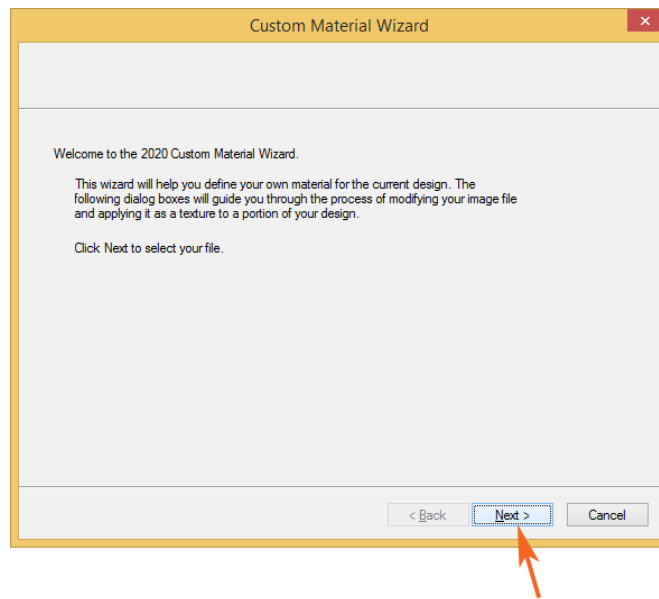 Custom Material Wizard
Welcome to the 2020 Custom Material Wizard.
This wizard will help you define your own material for the current design. The
following dialog boxes will guide you through the process of modifying your image file
and applying it as a texture to a portion of your design.
Click Next to select your file.
< Back Next > Cancel